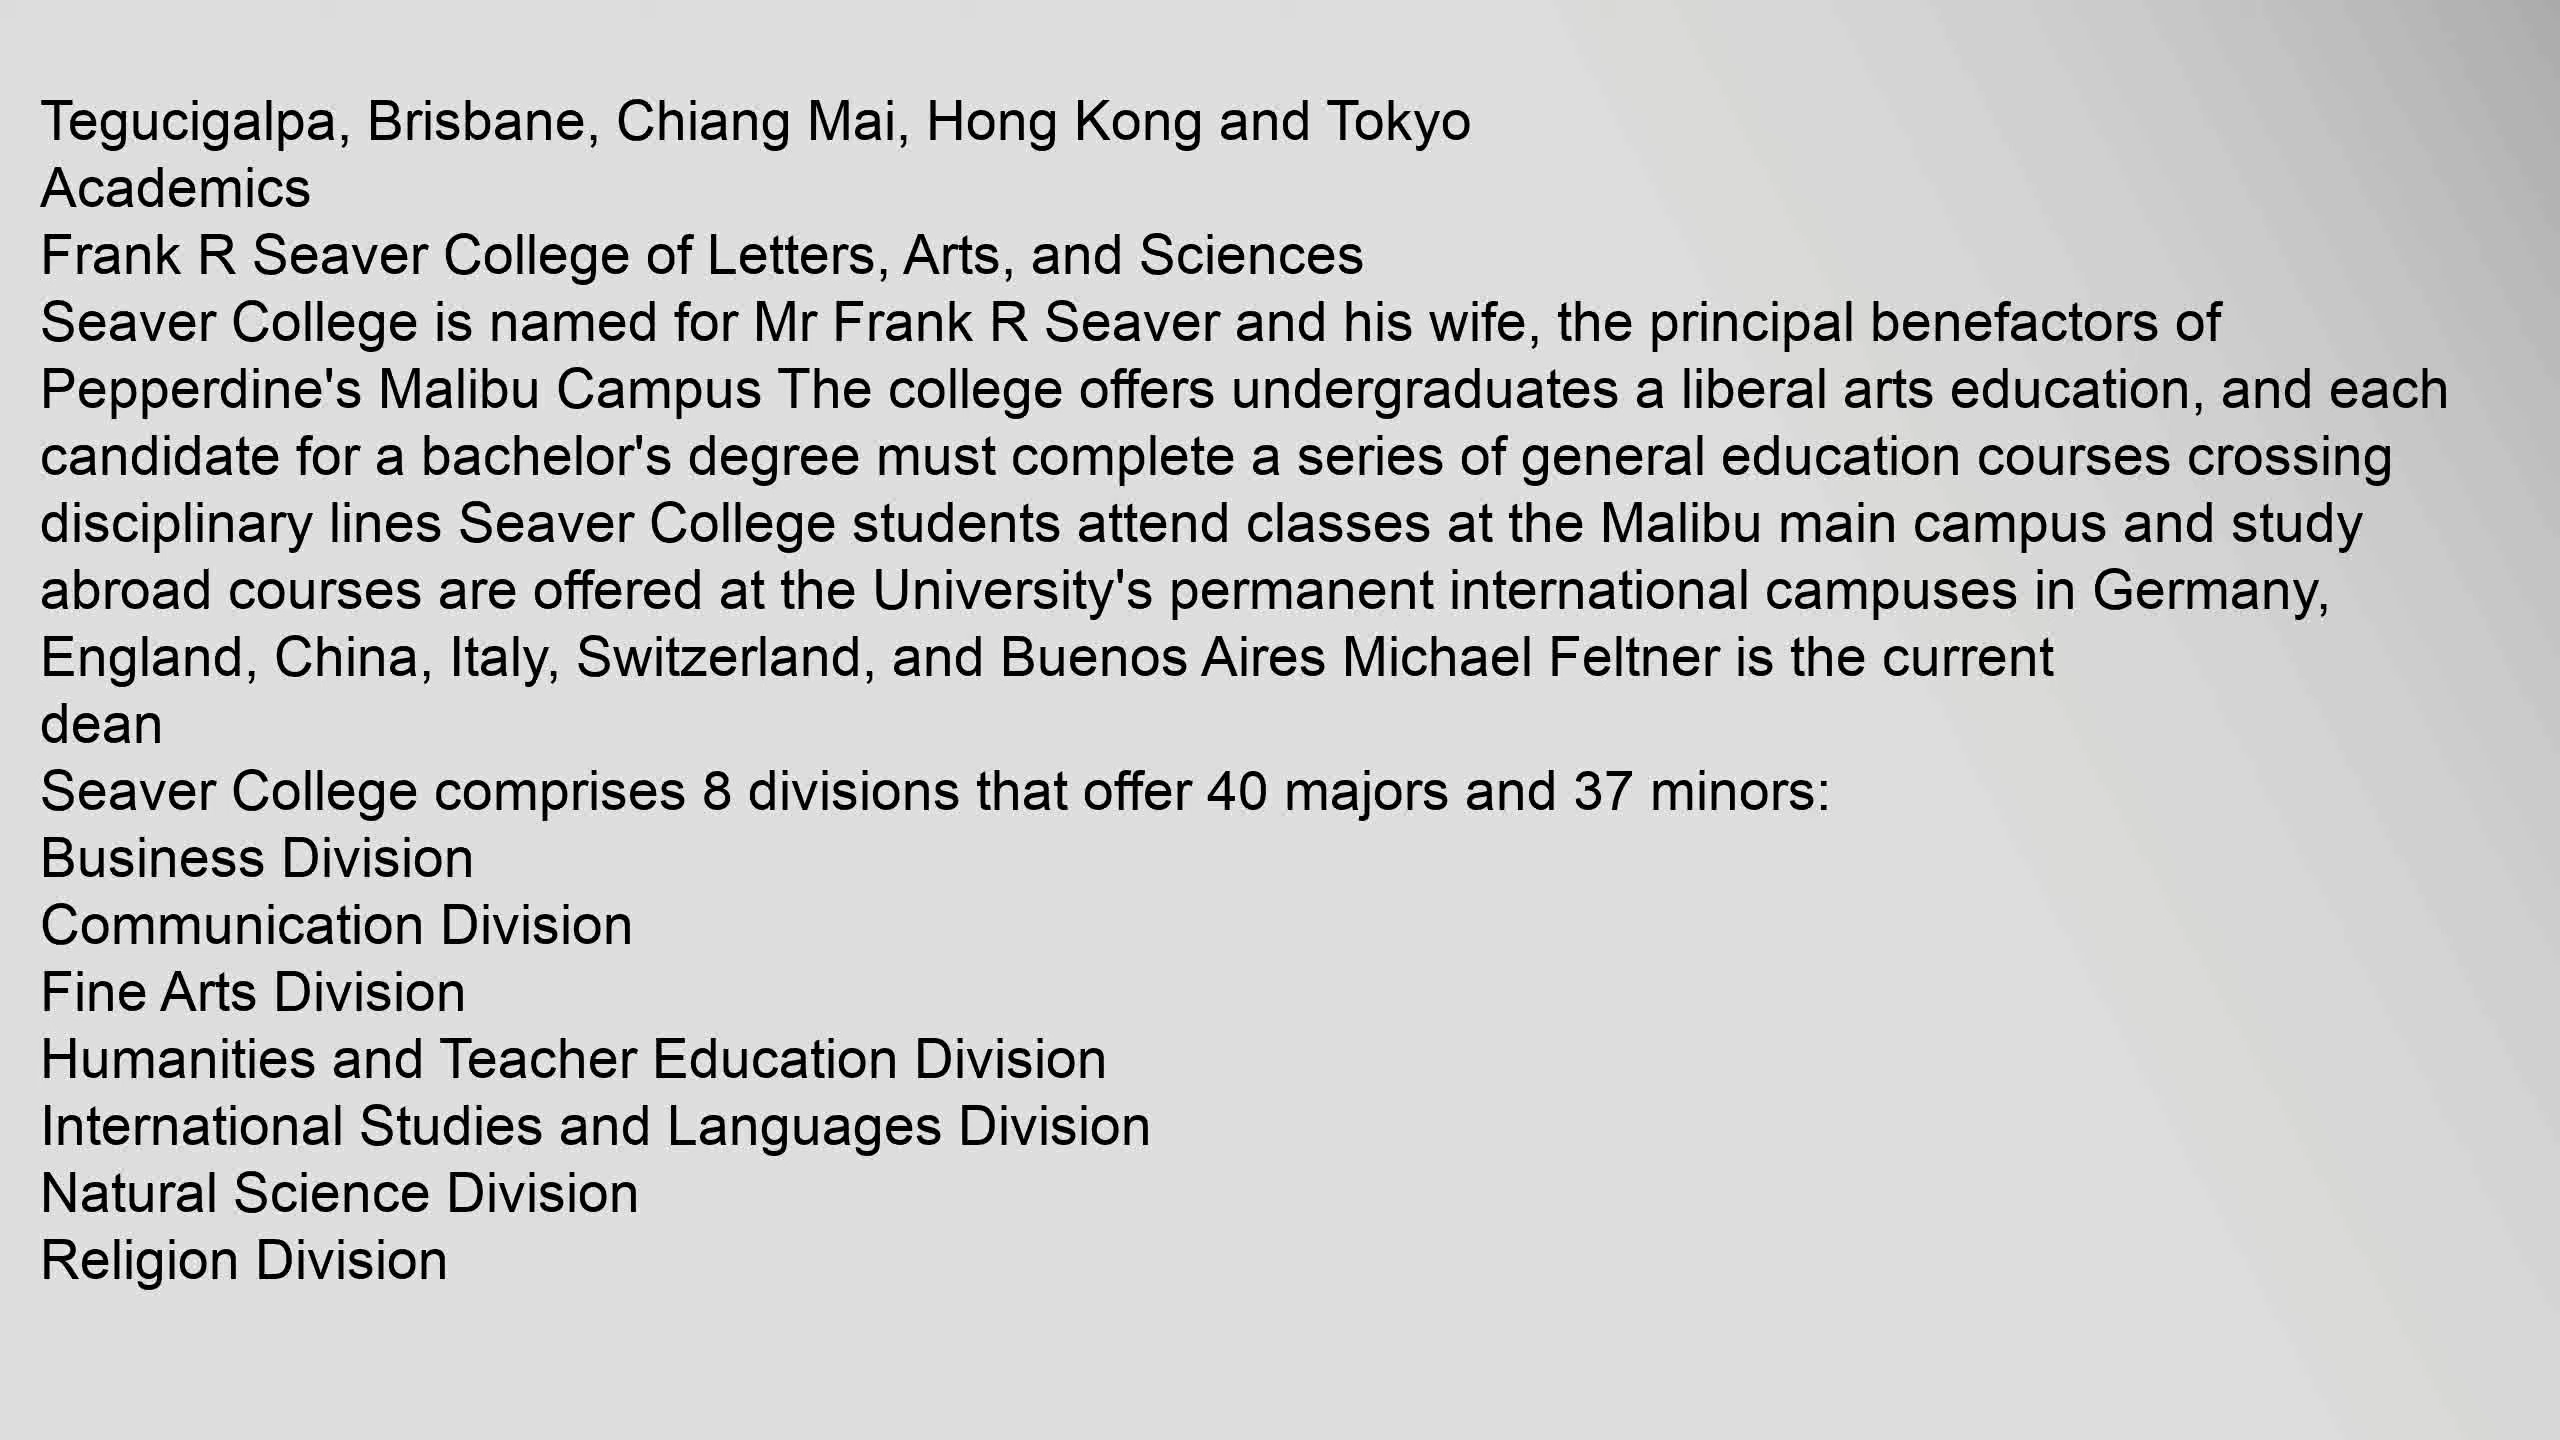 Tegucigalpa, Brisbane, Chiang Mai, Hong Kong and Tokyo
Academics
Frank R Seaver College of Letters, Arts, and Sciences
Seaver College is named for Mr Frank R Seaver and his wife, the principal benefactors of
Pepperdine's Malibu Campus The college offers undergraduates a liberal arts education, and each
candidate for a bachelor's degree must complete a series of general education courses crossing
disciplinary lines Seaver College students attend classes at the Malibu main campus and study
abroad courses are offered at the University's permanent international campuses in Germany,
England, China, Italy, Switzerland, and Buenos Aires Michael Feltner is the current
dean
Seaver College comprises 8 divisions that offer 40 majors and 37 minors:
Business Division
Communication Division
Fine Arts Division
Humanities and Teacher Education Division
International Studies and Languages Division
Natural Science Division
Religion Division